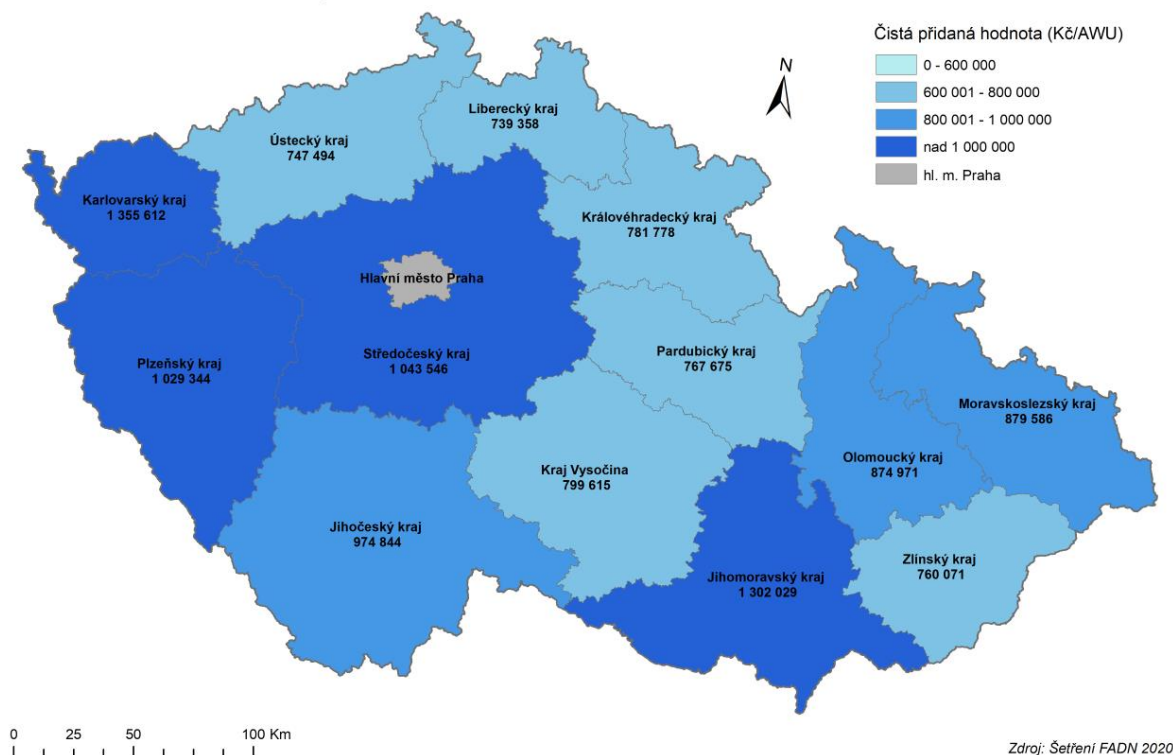 Čistá přidaná hodnota (Kč/AWU)
0 - 600 000
600 001 - 800 000
800 001 - 1 000 000
nad 1 000 000
hl. m. Praha
N
Liberecký kraj
739 358
Ústecký kraj
747 494
Karlovarský kraj
1 355 612
Královéhradecký kraj
781 778
Hlavní město Praha
Plzeňský kraj
1 029 344
Středočeský kraj
1 043 546
Pardubický kraj
767 675
Moravskoslezský kraj
879 586
Olomoucký kraj
874 971
Kraj Vysočina
799 615
Jihočeský kraj
974 844
Jihomoravský kraj
1 302 029
Zlínský kraj
760 071
0 25 50 100 Km
Zdroj: Šetření FADN 2020